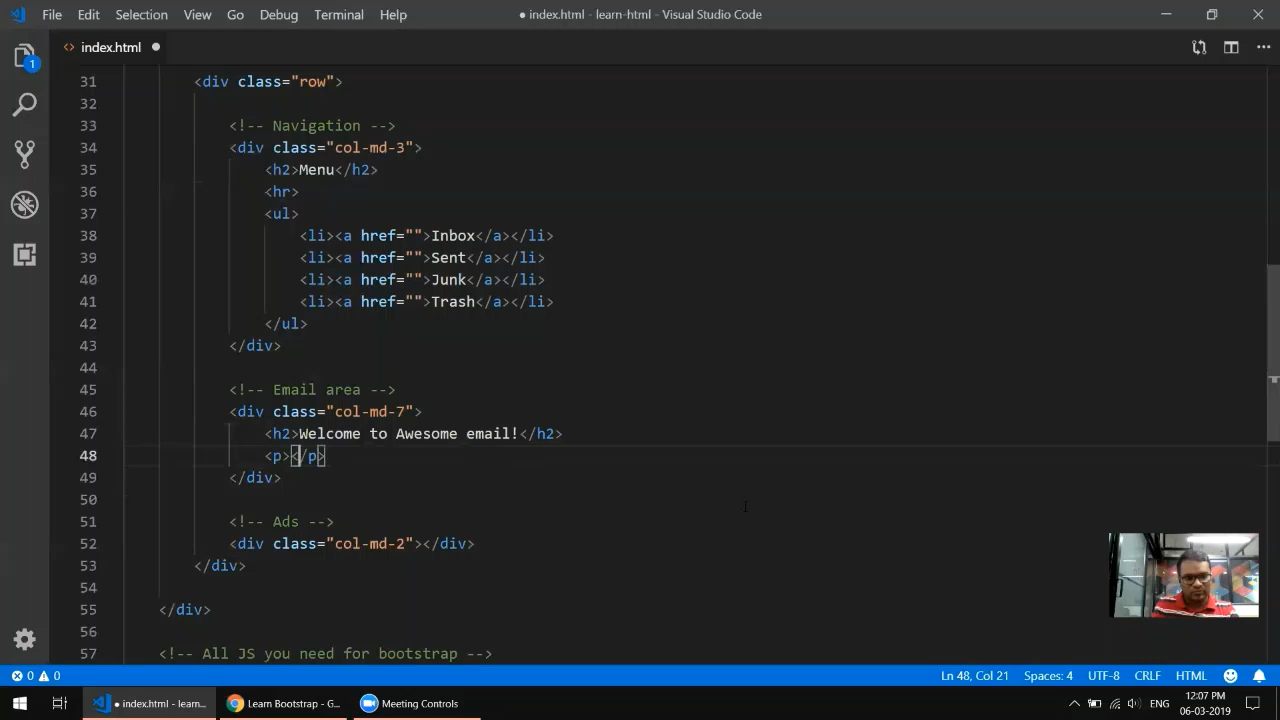 File Edit Selection View Go Debug Terminal Help ● index.html - learn-html - Visual Studio Code
1
<> index.html ●
31 <div class="row">
32
33 <!-- Navigation -->
34 <div class="col-md-3">
35 <h2>Menu</h2>
36 <hr>
37 <ul>
38 <li><a href="">Inbox</a></li>
39 <li><a href="">Sent</a></li>
40 <li><a href="">Junk</a></li>
41 <li><a href="">Trash</a></li>
42 </ul>
43 </div>
44
45 <!-- Email area -->
46 <div class="col-md-7">
47 <h2>Welcome to Awesome email!</h2>
48 <p></p>
49 </div>
50
51 <!-- Ads -->
52 <div class="col-md-2"></div>
53 </div>
54
55 </div>
56
57 <!-- All JS you need for bootstrap -->
0 0 Ln 48, Col 21 Spaces: 4 UTF-8 CRLF HTML
● index.html - learn... Learn Bootstrap - G... Meeting Controls ENG 12:07 PM
06-03-2019